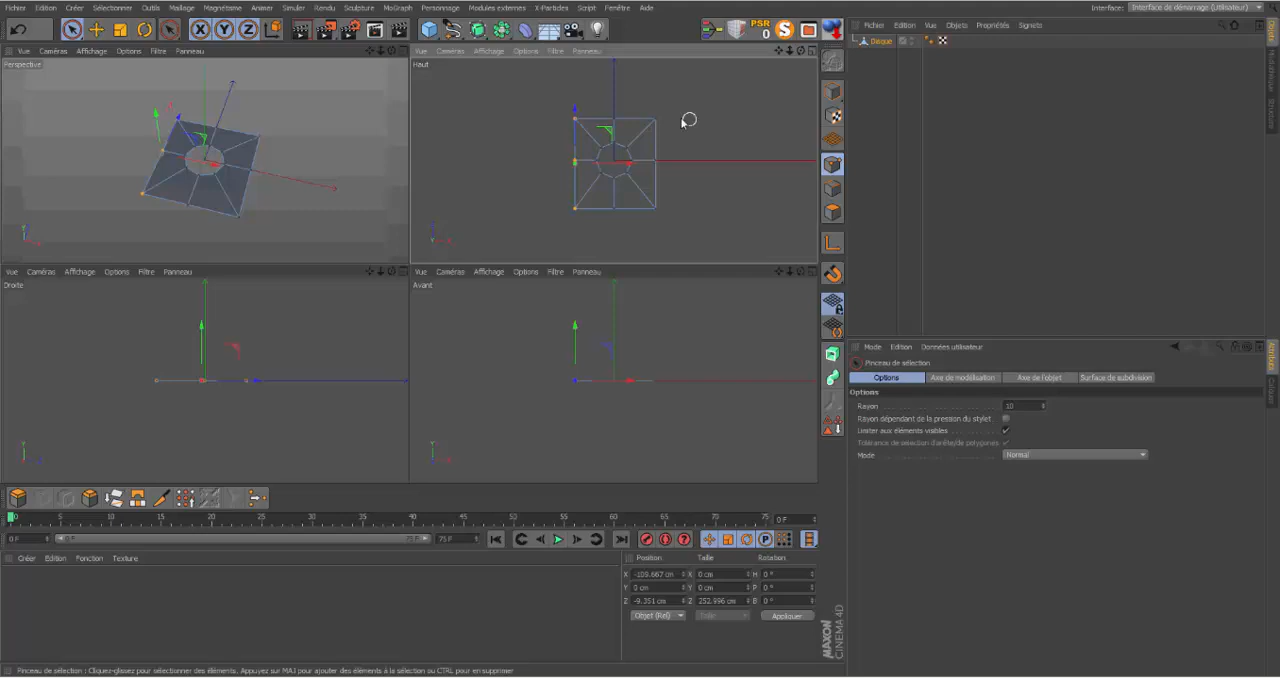 Fichier Edition Créer Sélectionner Outils Maillage Magnétisme Animer Simuler Rendu Sculpture MoGraph Personnage Modules externes X-Particles Script Fenêtre Aide Interface: Interface de démarrage (Utilisateur)
X Y Z PSR 0 S
Fichier Edition Vue Objets Propriétés Signets
Disque
Vue Caméras Affichage Options Filtre Panneau
Perspective
Vue Caméras Affichage Options Filtre Panneau
Haut
Vue Caméras Affichage Options Filtre Panneau
Droite
Vue Caméras Affichage Options Filtre Panneau
Avant
Mode Edition Données utilisateur
Pinceau de sélection
Options Axe de modélisation Axe de l'objet Surface de subdivision
Options
Rayon 10
Rayon dépendant de la pression du stylet
Limiter aux éléments visibles
Tolérance de sélection d'arête/de polygones
Mode Normal
0 5 10 15 20 25 30 35 40 45 50 55 60 65 70 75 0 F
0 F 0 F 75 F 75 F
Créer Edition Fonction Texture
Position Taille Rotation
X -109.667 cm X 0 cm H 0 °
Y 0 cm Y 0 cm P 0 °
Z -9.351 cm Z 252.996 cm B 0 °
Objet (Rel) Taille Appliquer
MAXON CINEMA 4D
Pinceau de sélection : Cliquez-glissez pour sélectionner des éléments. Appuyez sur MAJ pour ajouter des éléments à la sélection ou CTRL pour en supprimer